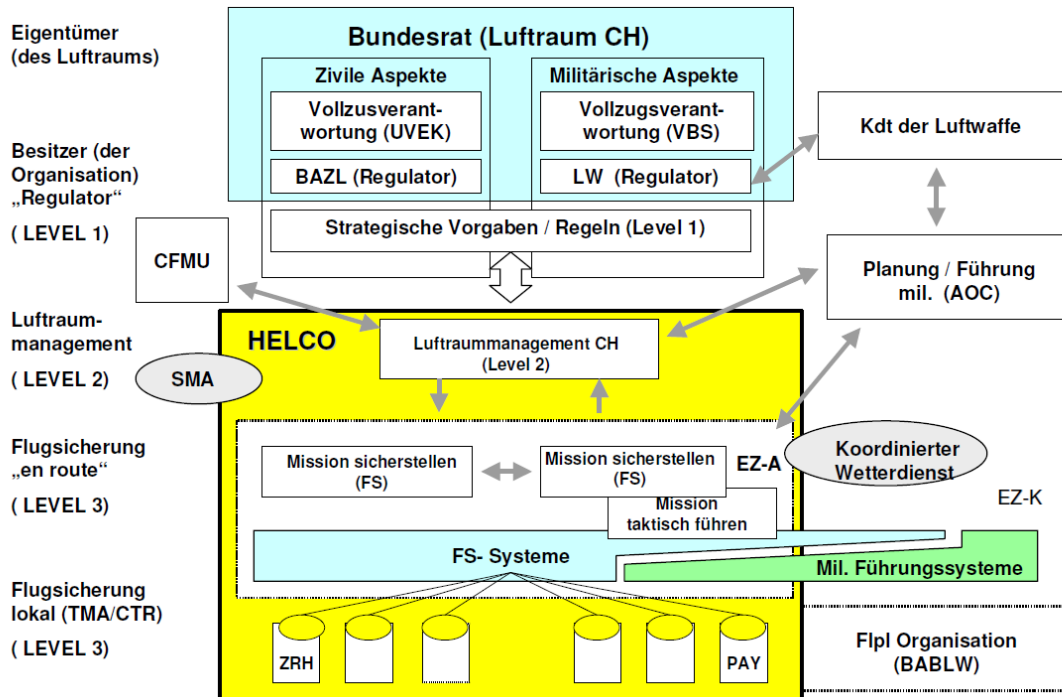 Eigentümer
(des Luftraums)
Bundesrat (Luftraum CH)
Zivile Aspekte
Militärische Aspekte
Vollzusverant-
wortung (UVEK)
Vollzugsverant-
wortung (VBS)
Kdt der Luftwaffe
Besitzer (der
Organisation)
„Regulator“
( LEVEL 1)
BAZL (Regulator)
LW (Regulator)
Strategische Vorgaben / Regeln (Level 1)
CFMU
Planung / Führung
mil. (AOC)
Luftraum-
management
( LEVEL 2)
HELCO
Luftraummanagement CH
(Level 2)
SMA
Flugsicherung
„en route“
( LEVEL 3)
Mission sicherstellen
(FS)
Mission sicherstellen
(FS)
EZ-A
Koordinierter
Wetterdienst
Mission
taktisch führen
EZ-K
FS- Systeme
Mil. Führungssysteme
Flugsicherung
lokal (TMA/CTR)
( LEVEL 3)
ZRH
PAY
Flpl Organisation
(BABLW)